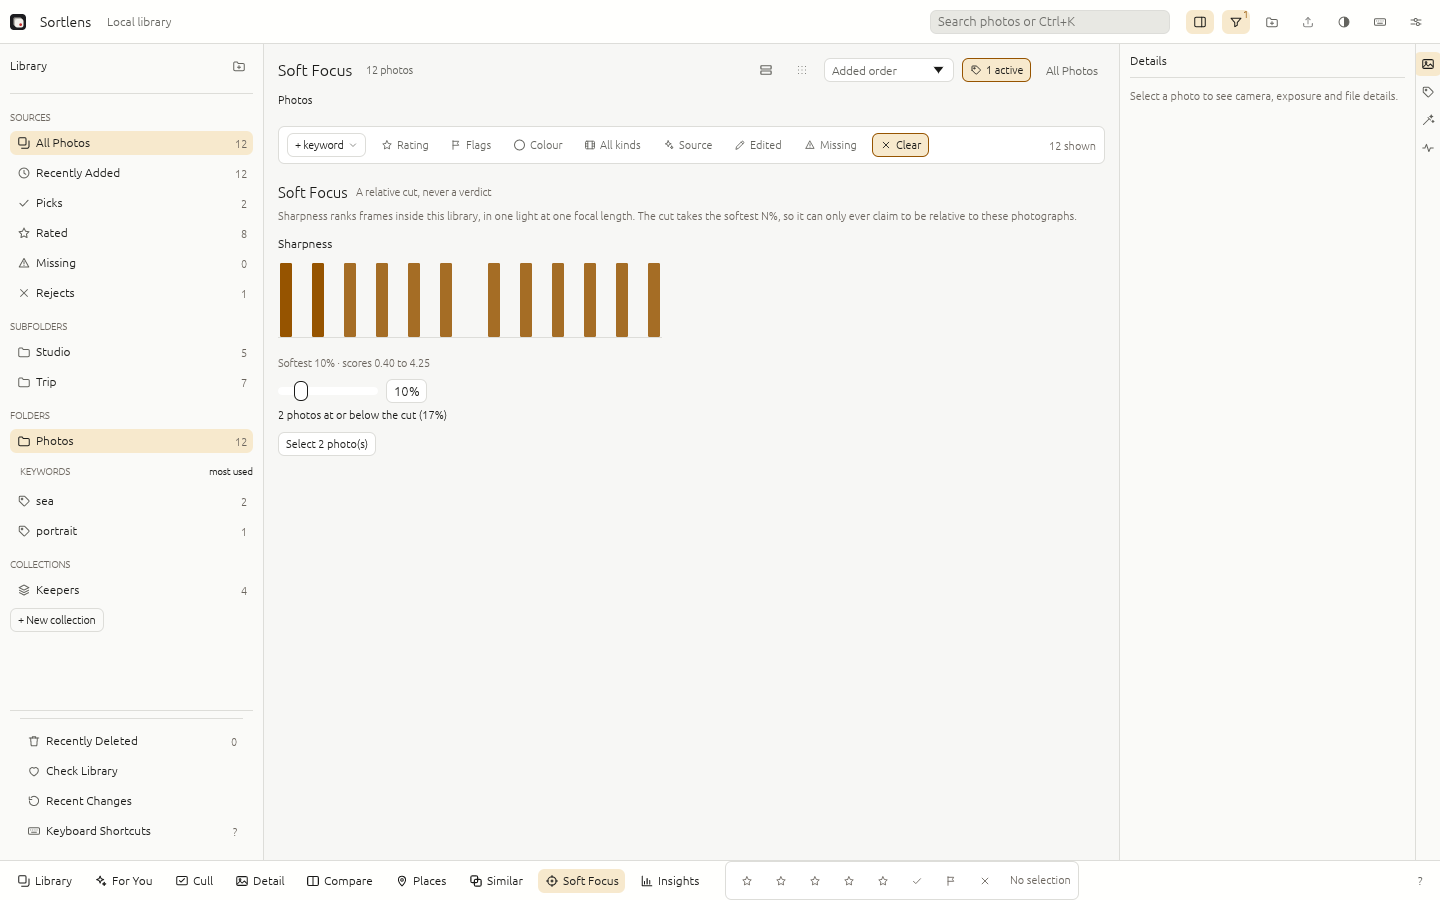 Sortlens Local library Search photos or Ctrl+K 1
Library
SOURCES
All Photos 12
Recently Added 12
Picks 2
Rated 8
Missing 0
Rejects 1
SUBFOLDERS
Studio 5
Trip 7
FOLDERS
Photos 12
KEYWORDS most used
sea 2
portrait 1
COLLECTIONS
Keepers 4
+ New collection
Recently Deleted 0
Check Library
Recent Changes
Keyboard Shortcuts ?
Soft Focus 12 photos Added order 1 active All Photos
Photos
+ keyword Rating Flags Colour All kinds Source Edited Missing Clear 12 shown
Soft Focus A relative cut, never a verdict
Sharpness ranks frames inside this library, in one light at one focal length. The cut takes the softest N%, so it can only ever claim to be relative to these photographs.
Sharpness
Softest 10% · scores 0.40 to 4.25
10%
2 photos at or below the cut (17%)
Select 2 photo(s)
Details
Select a photo to see camera, exposure and file details.
Library For You Cull Detail Compare Places Similar Soft Focus Insights No selection ?